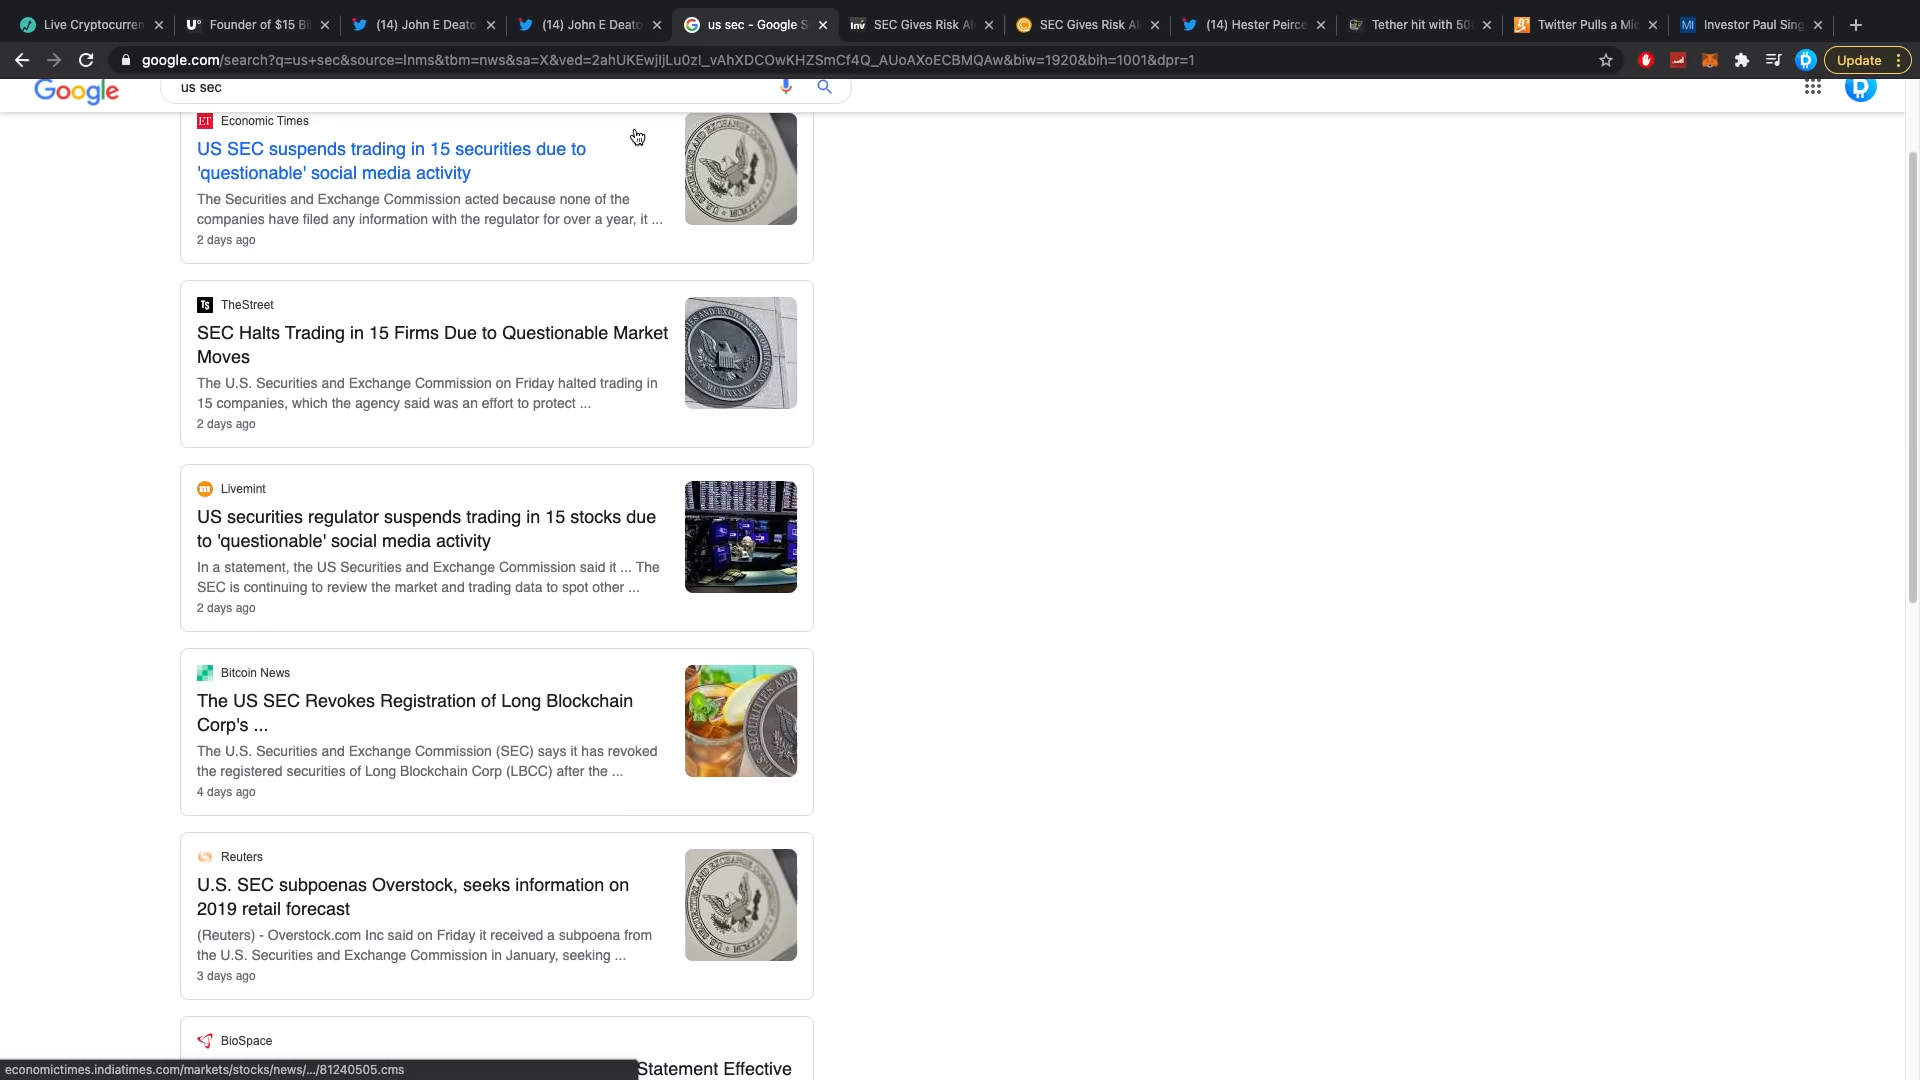 Live Cryptocurren
Founder of $15 Bi
(14) John E Deato
(14) John E Deato
us sec - Google S
SEC Gives Risk Al
SEC Gives Risk Al
(14) Hester Peirce
Tether hit with 50
Twitter Pulls a Mic
MI Investor Paul Sing
google.com/search?q=us+sec&source=lnms&tbm=nws&sa=X&ved=2ahUKEwjIjLu0zI_vAhXDCOwKHZSmCf4Q_AUoAXoECBMQAw&biw=1920&bih=1001&dpr=1
Update
Google
us sec
ET Economic Times
US SEC suspends trading in 15 securities due to
'questionable' social media activity
The Securities and Exchange Commission acted because none of the
companies have filed any information with the regulator for over a year, it ...
2 days ago
Ts TheStreet
SEC Halts Trading in 15 Firms Due to Questionable Market
Moves
The U.S. Securities and Exchange Commission on Friday halted trading in
15 companies, which the agency said was an effort to protect ...
2 days ago
m Livemint
US securities regulator suspends trading in 15 stocks due
to 'questionable' social media activity
In a statement, the US Securities and Exchange Commission said it ... The
SEC is continuing to review the market and trading data to spot other ...
2 days ago
Bitcoin News
The US SEC Revokes Registration of Long Blockchain
Corp's ...
The U.S. Securities and Exchange Commission (SEC) says it has revoked
the registered securities of Long Blockchain Corp (LBCC) after the ...
4 days ago
Reuters
U.S. SEC subpoenas Overstock, seeks information on
2019 retail forecast
(Reuters) - Overstock.com Inc said on Friday it received a subpoena from
the U.S. Securities and Exchange Commission in January, seeking ...
3 days ago
BioSpace
Statement Effective
economictimes.indiatimes.com/markets/stocks/news/.../81240505.cms